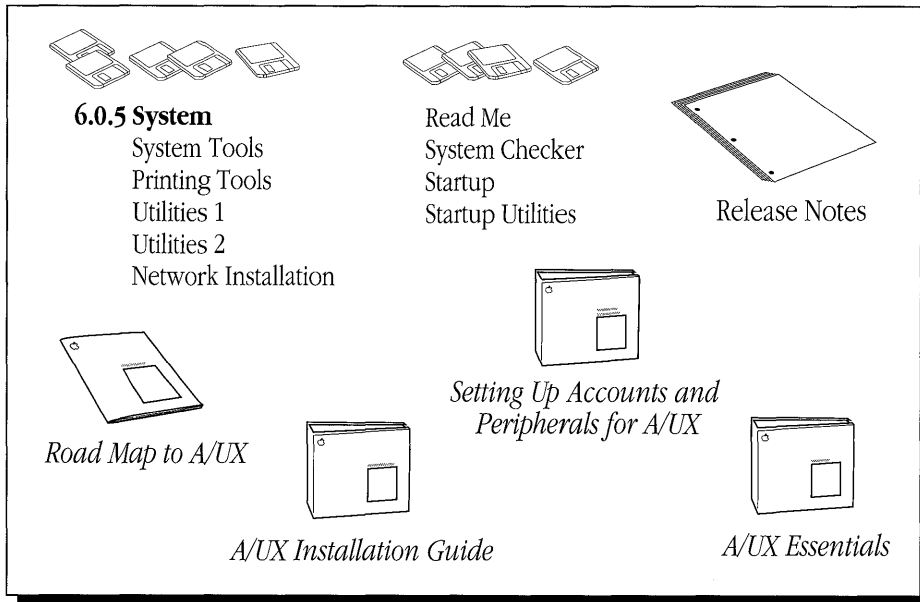 6.0.5 System
System Tools
Printing Tools
Utilities 1
Utilities 2
Network Installation
Read Me
System Checker
Startup
Startup Utilities
Release Notes
Road Map to A/UX
Setting Up Accounts and
Peripherals for A/UX
A/UX Installation Guide
A/UX Essentials